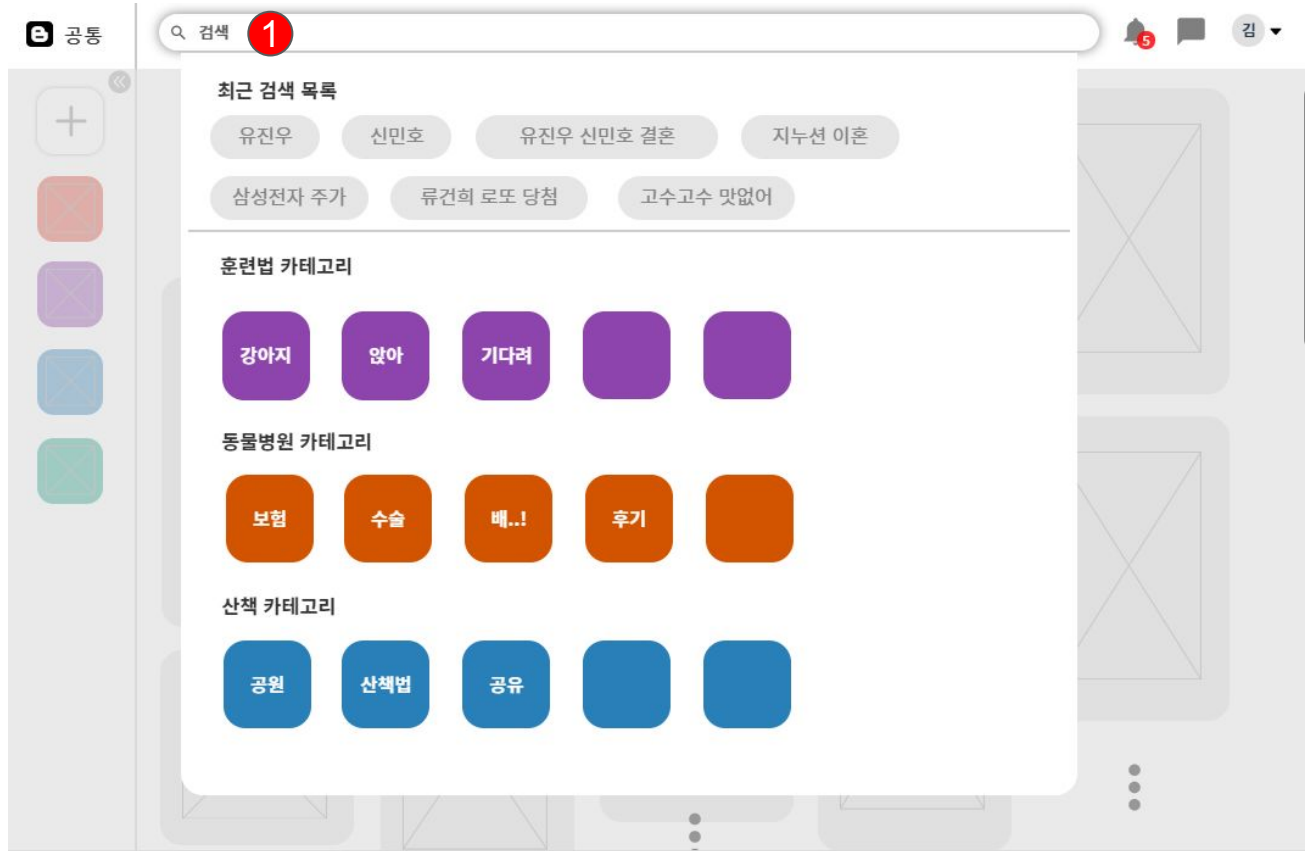 공통
검색 1
5
김
최근 검색 목록
유진우 신민호 유진우 신민호 결혼 지누션 이혼
삼성전자 주가 류건희 로또 당첨 고수고수 맛없어
훈련법 카테고리
강아지 앉아 기다려
동물병원 카테고리
보험 수술 배..! 후기
산책 카테고리
공원 산책법 공유